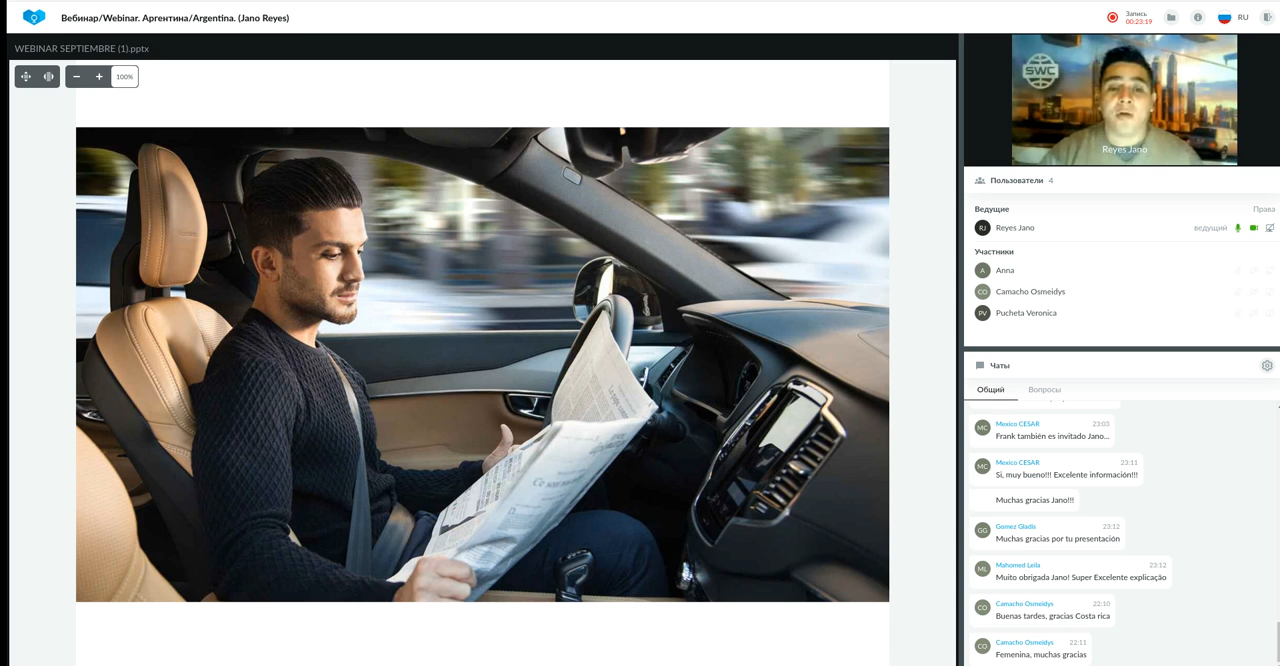 Вебинар/Webinar. Аргентина/Argentina. (Jano Reyes)
Запись
00:23:19
RU
WEBINAR SEPTIEMBRE (1).pptx
100%
SWC
Reyes Jano
Пользователи 4
Ведущие Права
RJ Reyes Jano ведущий
Участники
A Anna
CO Camacho Osmeidys
PV Pucheta Veronica
Чаты
Общий Вопросы
MC Mexico CESAR 23:03
Frank también es invitado Jano...
MC Mexico CESAR 23:11
Si, muy bueno!!! Excelente información!!!
Muchas gracias Jano!!!
GG Gomez Gladis 23:12
Muchas gracias por tu presentación
ML Mahomed Leila 23:12
Muito obrigada Jano! Super Excelente explicação
CO Camacho Osmeidys 22:10
Buenas tardes, gracias Costa rica
CO Camacho Osmeidys 22:11
Femenina, muchas gracias